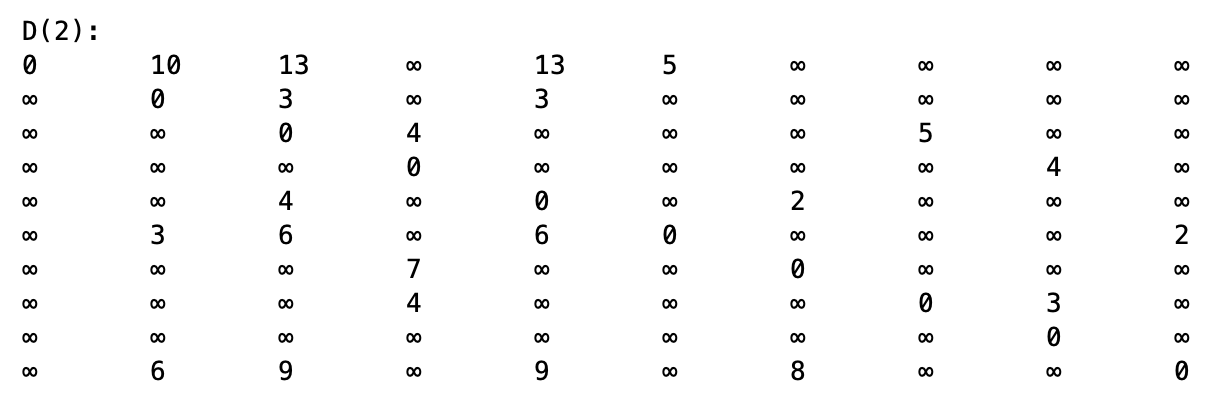 D(2):
0 10 13 ∞ 13 5 ∞ ∞ ∞ ∞
∞ 0 3 ∞ 3 ∞ ∞ ∞ ∞ ∞
∞ ∞ 0 4 ∞ ∞ ∞ 5 ∞ ∞
∞ ∞ ∞ 0 ∞ ∞ ∞ ∞ 4 ∞
∞ ∞ 4 ∞ 0 ∞ 2 ∞ ∞ ∞
∞ 3 6 ∞ 6 0 ∞ ∞ ∞ 2
∞ ∞ ∞ 7 ∞ ∞ 0 ∞ ∞ ∞
∞ ∞ ∞ 4 ∞ ∞ ∞ 0 3 ∞
∞ ∞ ∞ ∞ ∞ ∞ ∞ ∞ 0 ∞
∞ 6 9 ∞ 9 ∞ 8 ∞ ∞ 0